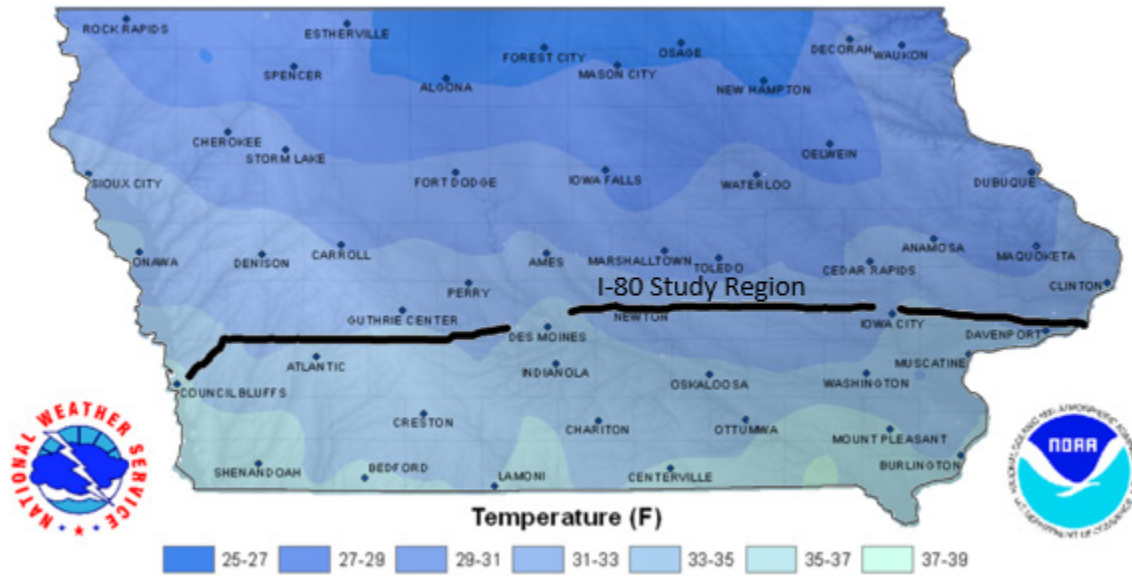 ROCK RAPIDS
ESTHERVILLE
DECORAH
WAUKON
FOREST CITY
OSAGE
SPENCER
MASON CITY
ALGONA
NEW HAMPTON
CHEROKEE
STORM LAKE
OELWEIN
SIOUX CITY
FORT DODGE
IOWA FALLS
WATERLOO
DUBUQUE
ONAWA
DENISON
CARROLL
AMES
MARSHALLTOWN
TOLEDO
CEDAR RAPIDS
ANAMOSA
MAQUOKETA
CLINTON
PERRY
I-80 Study Region
GUTHRIE CENTER
NEWTON
IOWA CITY
DES MOINES
DAVENPORT
ATLANTIC
INDIANOLA
OSKALOOSA
WASHINGTON
MUSCATINE
COUNCIL BLUFFS
CRESTON
CHARITON
OTTUMWA
MOUNT PLEASANT
SHENANDOAH
BEDFORD
LAMONI
CENTERVILLE
BURLINGTON
NATIONAL WEATHER SERVICE
NOAA
Temperature (F)
25-27 27-29 29-31 31-33 33-35 35-37 37-39